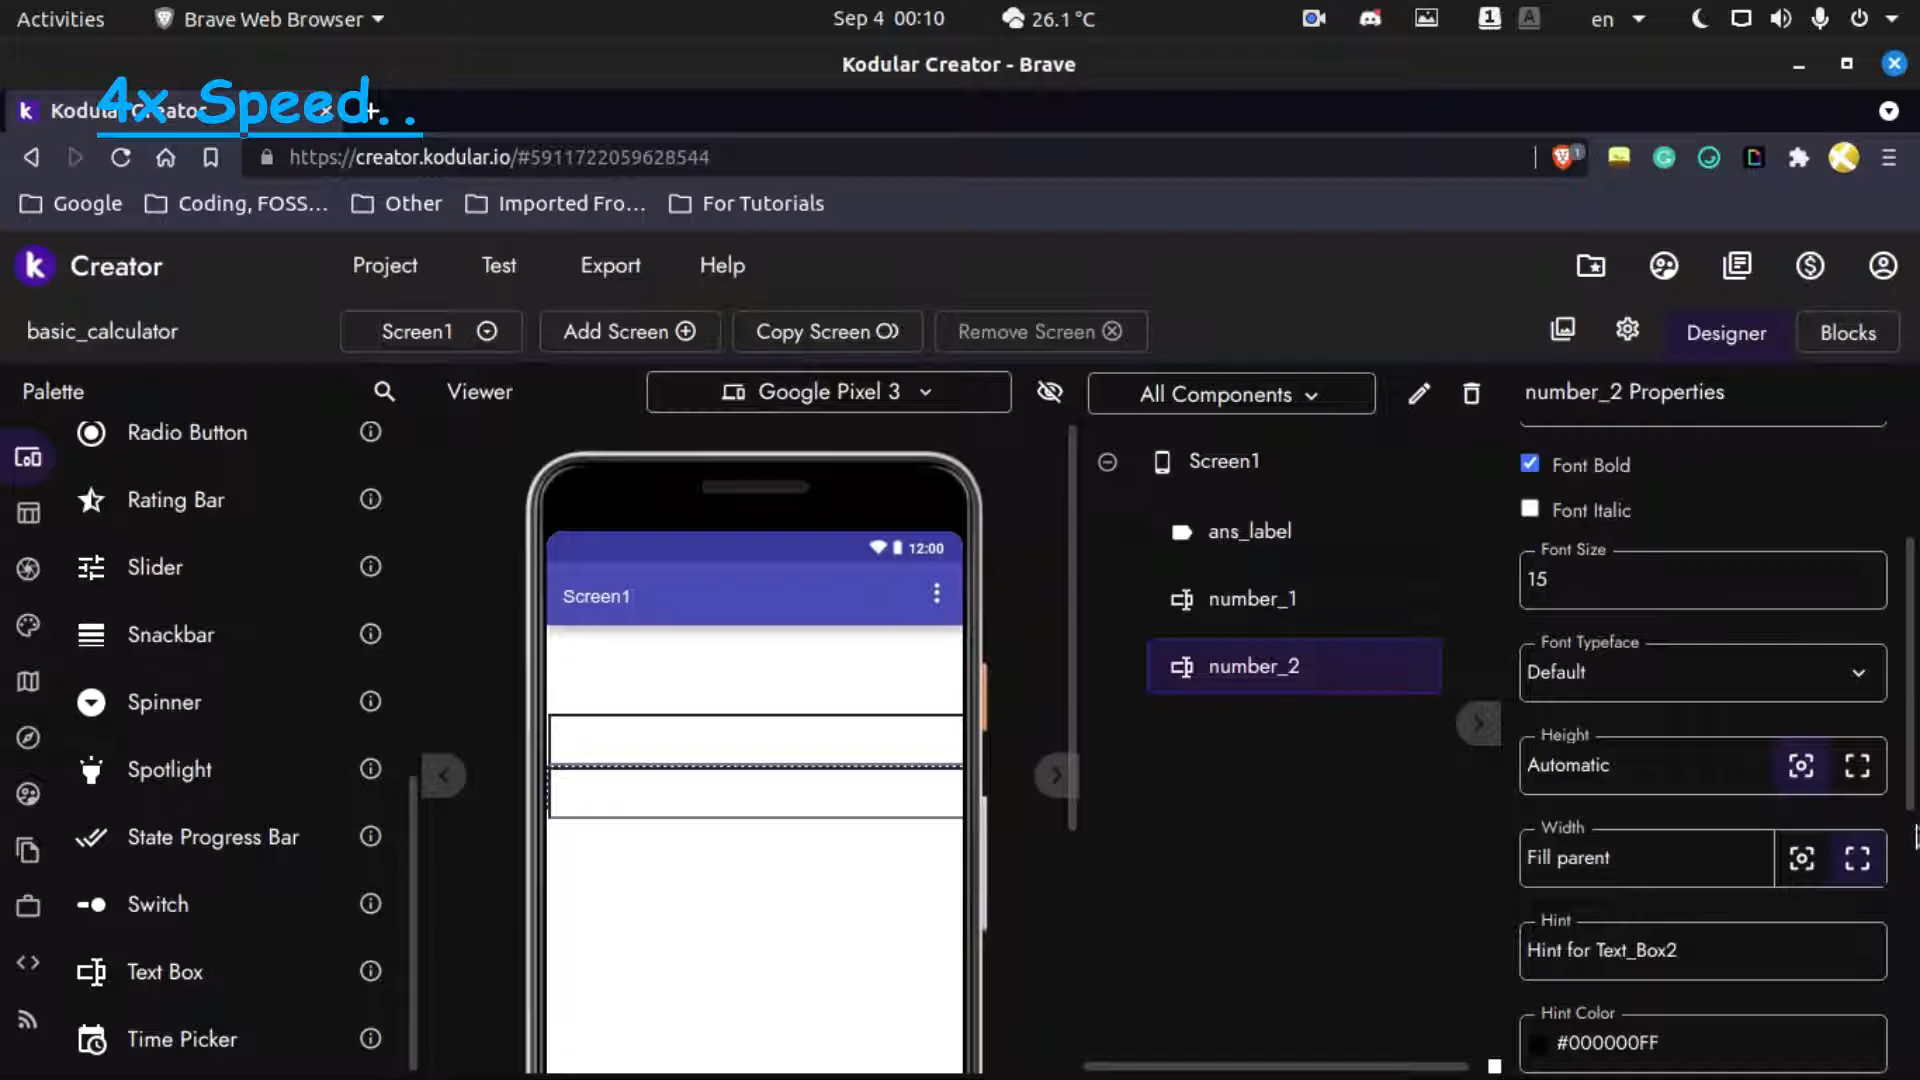 Activities
Brave Web Browser
Sep 4 00:10
26.1 °C
1
A
en
Kodular Creator - Brave
Kodular Creator
4x Speed..
https://creator.kodular.io/#5911722059628544
1
Google
Coding, FOSS...
Other
Imported Fro...
For Tutorials
k
Creator
Project
Test
Export
Help
basic_calculator
Screen1
Add Screen
Copy Screen
Remove Screen
Designer
Blocks
Palette
Viewer
Google Pixel 3
All Components
number_2 Properties
Radio Button
Rating Bar
Slider
Snackbar
Spinner
Spotlight
State Progress Bar
Switch
Text Box
Time Picker
12:00
Screen1
Screen1
ans_label
number_1
number_2
Font Bold
Font Italic
Font Size
15
Font Typeface
Default
Height
Automatic
Width
Fill parent
Hint
Hint for Text_Box2
Hint Color
#000000FF